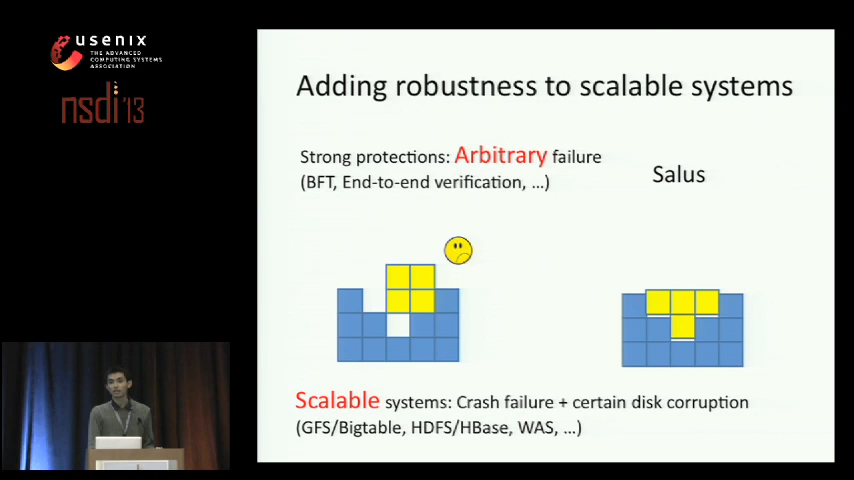 usenix
THE ADVANCED
COMPUTING SYSTEMS
ASSOCIATION
nsdi '13
Adding robustness to scalable systems
Strong protections: Arbitrary failure
(BFT, End-to-end verification, …)
Salus
Scalable systems: Crash failure + certain disk corruption
(GFS/Bigtable, HDFS/HBase, WAS, …)